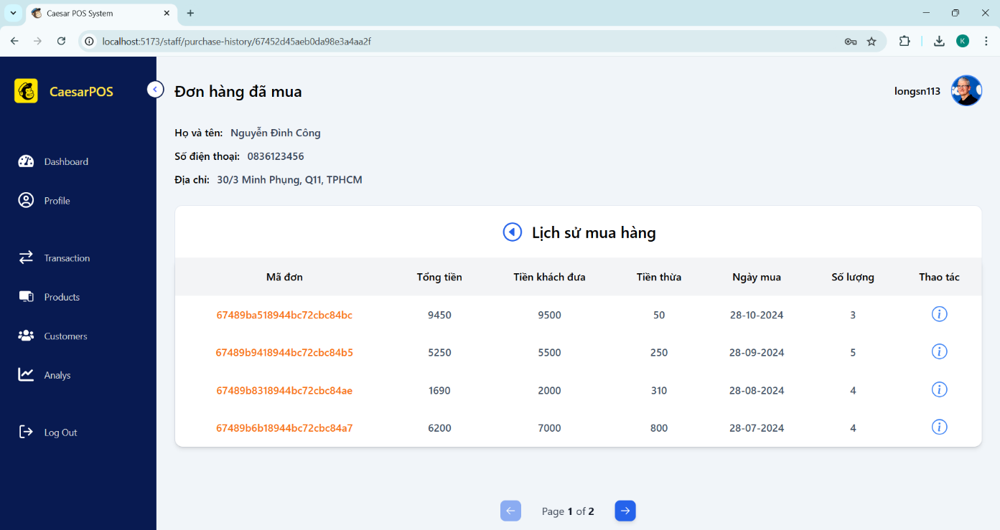 Caesar POS System
localhost:5173/staff/purchase-history/67452d45aeb0da98e3a4aa2f
K
CaesarPOS
Đơn hàng đã mua
longsn113
Họ và tên: Nguyễn Đình Công
Số điện thoại: 0836123456
Địa chỉ: 30/3 Minh Phụng, Q11, TPHCM
Dashboard
Profile
Transaction
Products
Customers
Analys
Log Out
Lịch sử mua hàng
Mã đơn Tổng tiền Tiền khách đưa Tiền thừa Ngày mua Số lượng Thao tác
67489ba518944bc72cbc84bc 9450 9500 50 28-10-2024 3
67489b9418944bc72cbc84b5 5250 5500 250 28-09-2024 5
67489b8318944bc72cbc84ae 1690 2000 310 28-08-2024 4
67489b6b18944bc72cbc84a7 6200 7000 800 28-07-2024 4
Page 1 of 2